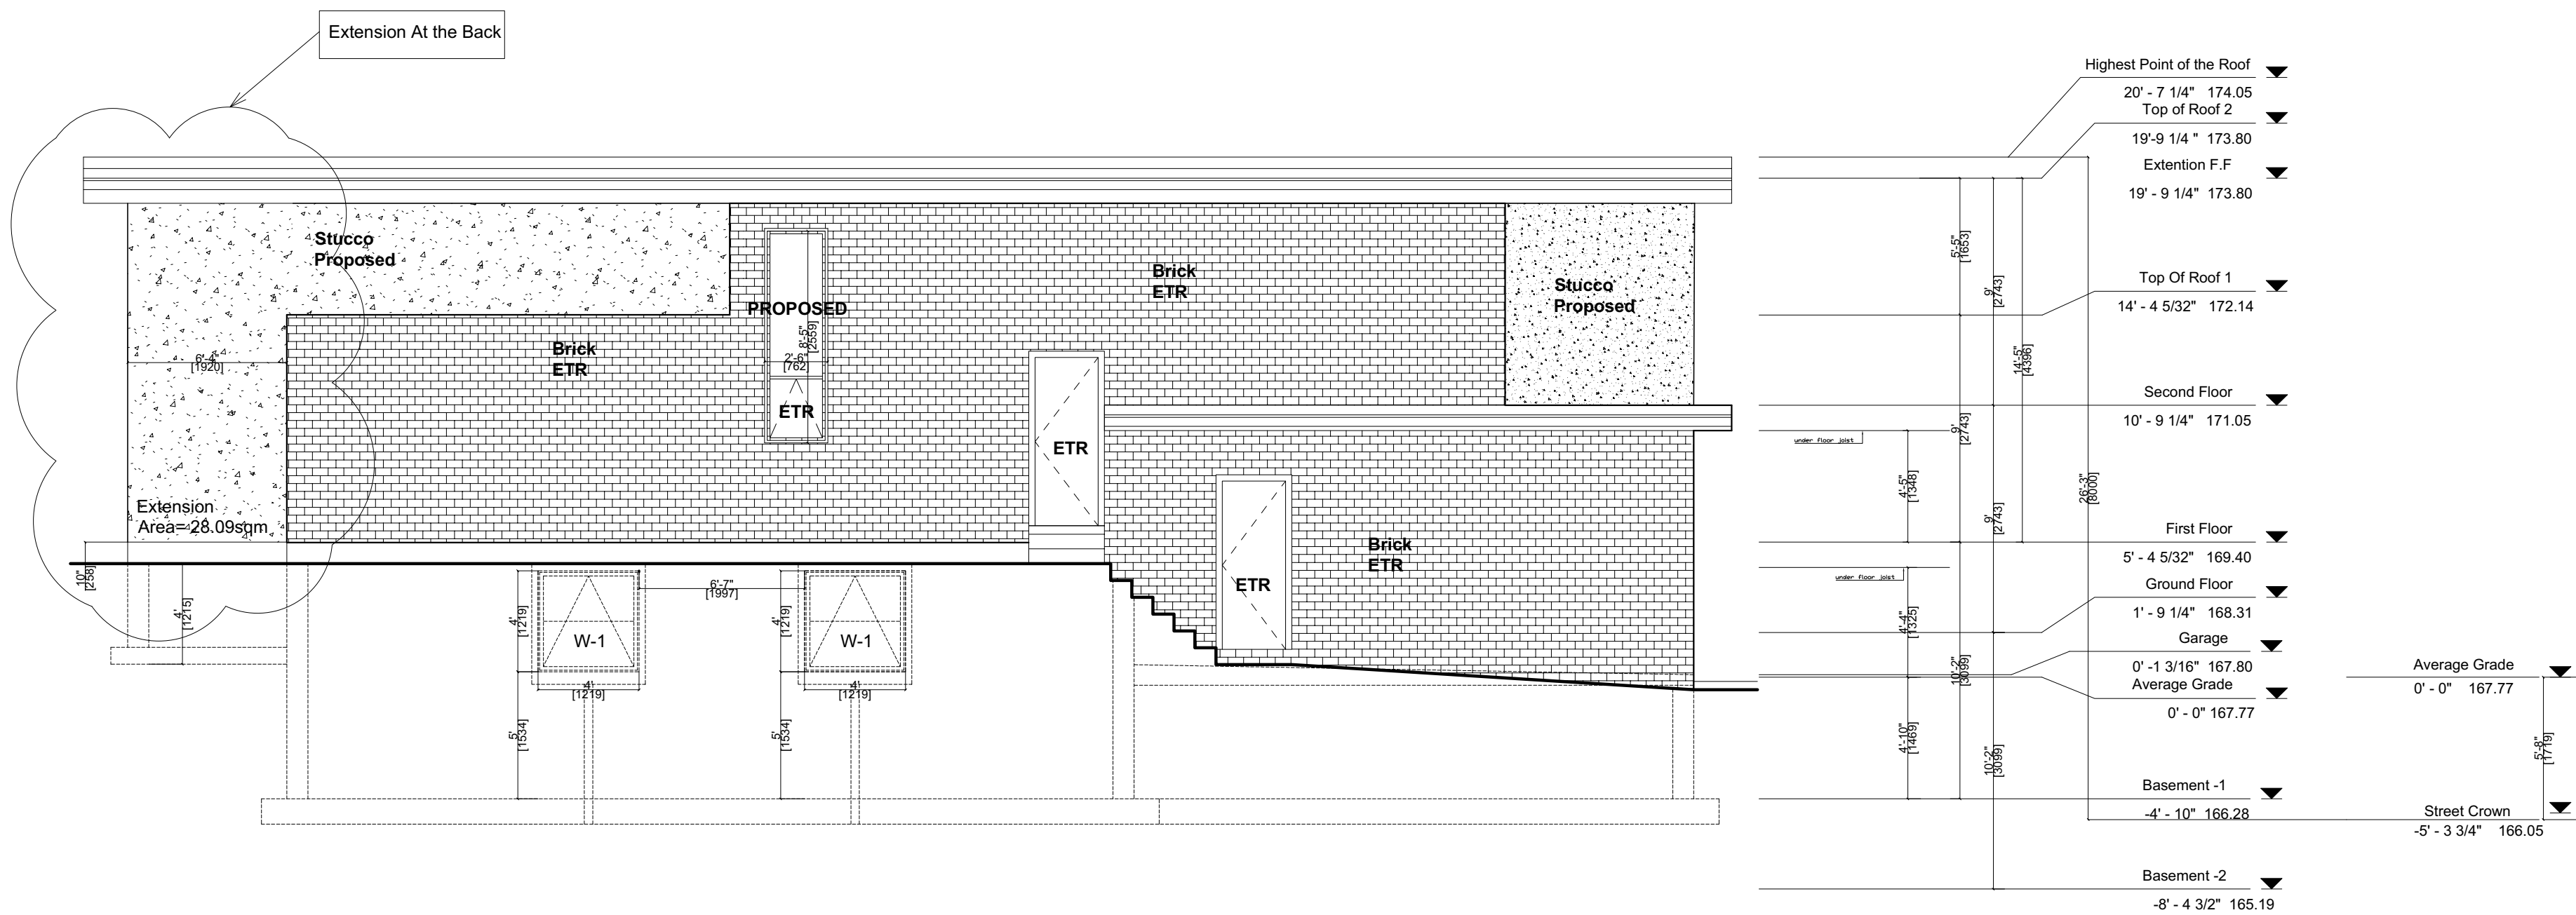 Extension At the Back
Stucco
Proposed
PROPOSED
8'-5"
[2559]
2'-6"
[762]
ETR
Brick
ETR
Brick
ETR
Stucco
Proposed
6'-4"
[1920]
Extension
Area= 28.09sqm
ETR
ETR
Brick
ETR
10"
[258]
4'
[1215]
4'
[1219]
W-1
4'
[1219]
5'
[1534]
6'-7"
[1997]
4'
[1219]
W-1
4'
[1219]
5'
[1534]
under floor joist
under floor joist
5'-5"
[1653]
9'
[2743]
14'-5"
[4396]
9'
[2743]
4'-5"
[1348]
9'
[2743]
26'-3"
[8000]
4'-4"
[1325]
10'-2"
[3099]
4'-10"
[1469]
10'-2"
[3099]
Highest Point of the Roof
20' - 7 1/4" 174.05
Top of Roof 2
19'-9 1/4 " 173.80
Extention F.F
19' - 9 1/4" 173.80
Top Of Roof 1
14' - 4 5/32" 172.14
Second Floor
10' - 9 1/4" 171.05
First Floor
5' - 4 5/32" 169.40
Ground Floor
1' - 9 1/4" 168.31
Garage
0' -1 3/16" 167.80
Average Grade
0' - 0" 167.77
Basement -1
-4' - 10" 166.28
Basement -2
-8' - 4 3/2" 165.19
Average Grade
0' - 0" 167.77
5'-8"
[1719]
Street Crown
-5' - 3 3/4" 166.05